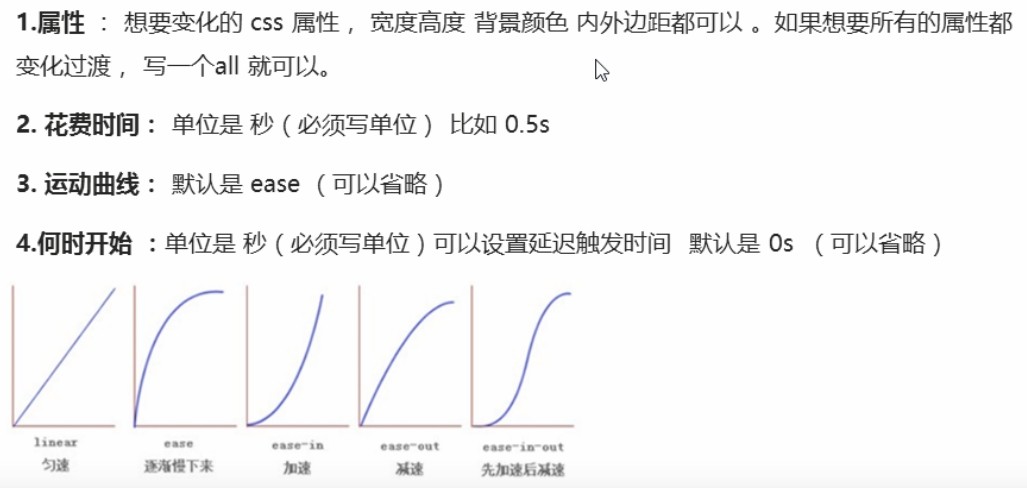 1.属性 ： 想要变化的 css 属性， 宽度高度 背景颜色 内外边距都可以 。如果想要所有的属性都
变化过渡， 写一个all 就可以。
2. 花费时间： 单位是 秒（必须写单位） 比如 0.5s
3. 运动曲线： 默认是 ease （可以省略）
4.何时开始 ：单位是 秒（必须写单位）可以设置延迟触发时间 默认是 0s （可以省略）
linear ease ease-in ease-out ease-in-out
匀速 逐渐慢下来 加速 减速 先加速后减速